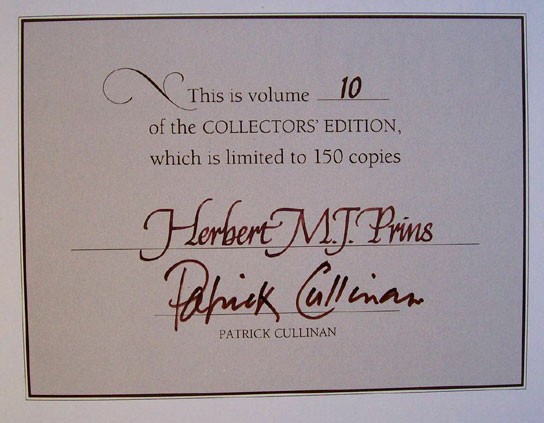 This is volume 10
of the COLLECTORS' EDITION,
which is limited to 150 copies
Herbert M.J. Prins
Patrick Cullinan
PATRICK CULLINAN